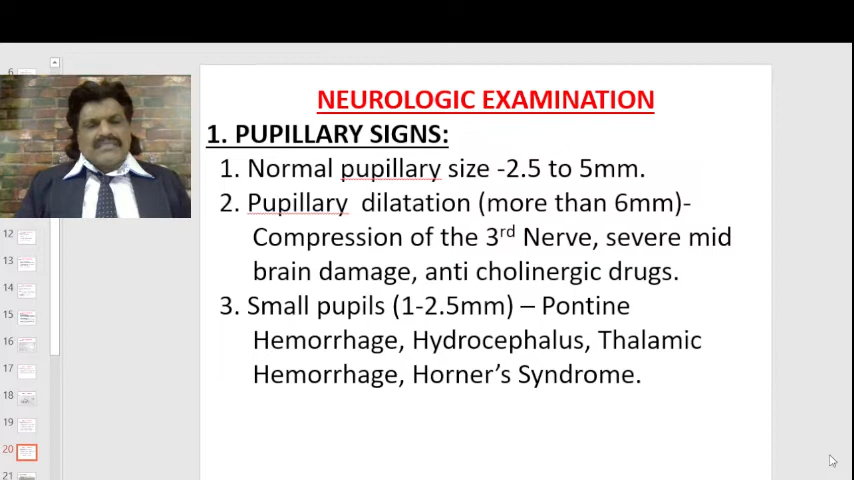 NEUROLOGIC EXAMINATION
1. PUPILLARY SIGNS:
1. Normal pupillary size -2.5 to 5mm.
2. Pupillary dilatation (more than 6mm)-
Compression of the 3rd Nerve, severe mid
brain damage, anti cholinergic drugs.
3. Small pupils (1-2.5mm) – Pontine
Hemorrhage, Hydrocephalus, Thalamic
Hemorrhage, Horner's Syndrome.
6
12
13
14
15
16
17
18
19
20
21